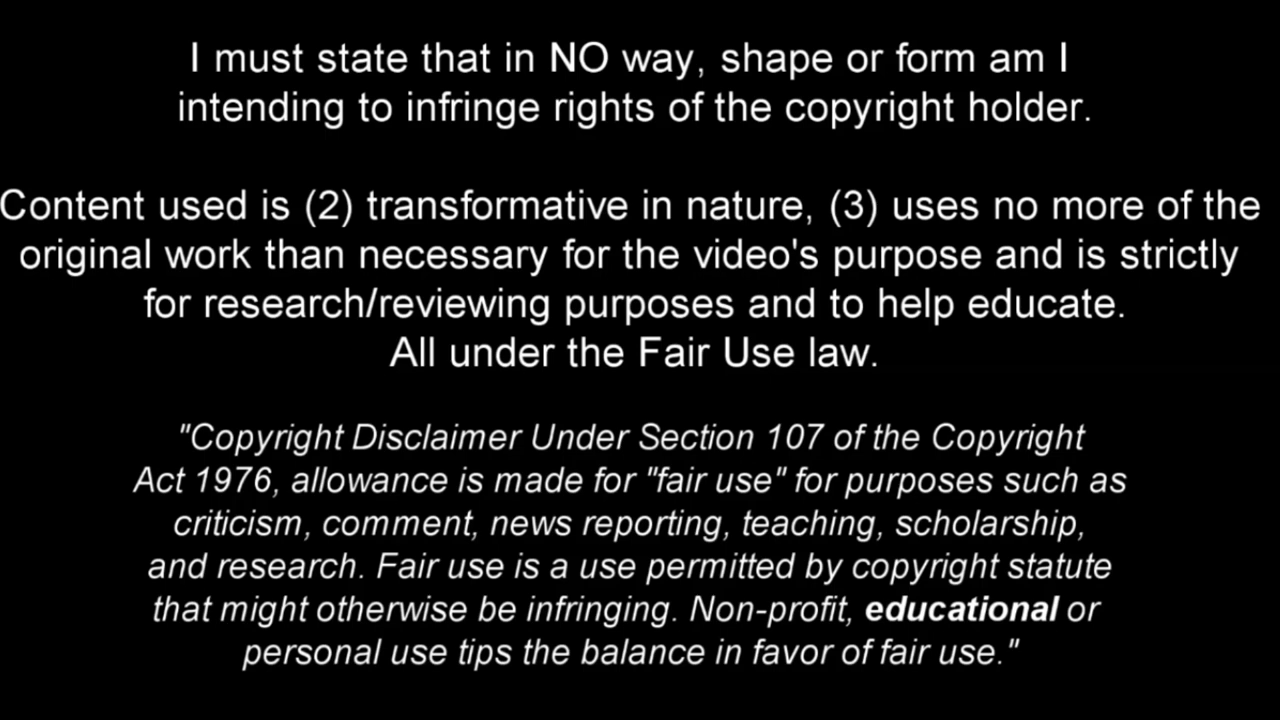 I must state that in NO way, shape or form am I
intending to infringe rights of the copyright holder.
Content used is (2) transformative in nature, (3) uses no more of the
original work than necessary for the video's purpose and is strictly
for research/reviewing purposes and to help educate.
All under the Fair Use law.
"Copyright Disclaimer Under Section 107 of the Copyright
Act 1976, allowance is made for "fair use" for purposes such as
criticism, comment, news reporting, teaching, scholarship,
and research. Fair use is a use permitted by copyright statute
that might otherwise be infringing. Non-profit, educational or
personal use tips the balance in favor of fair use."